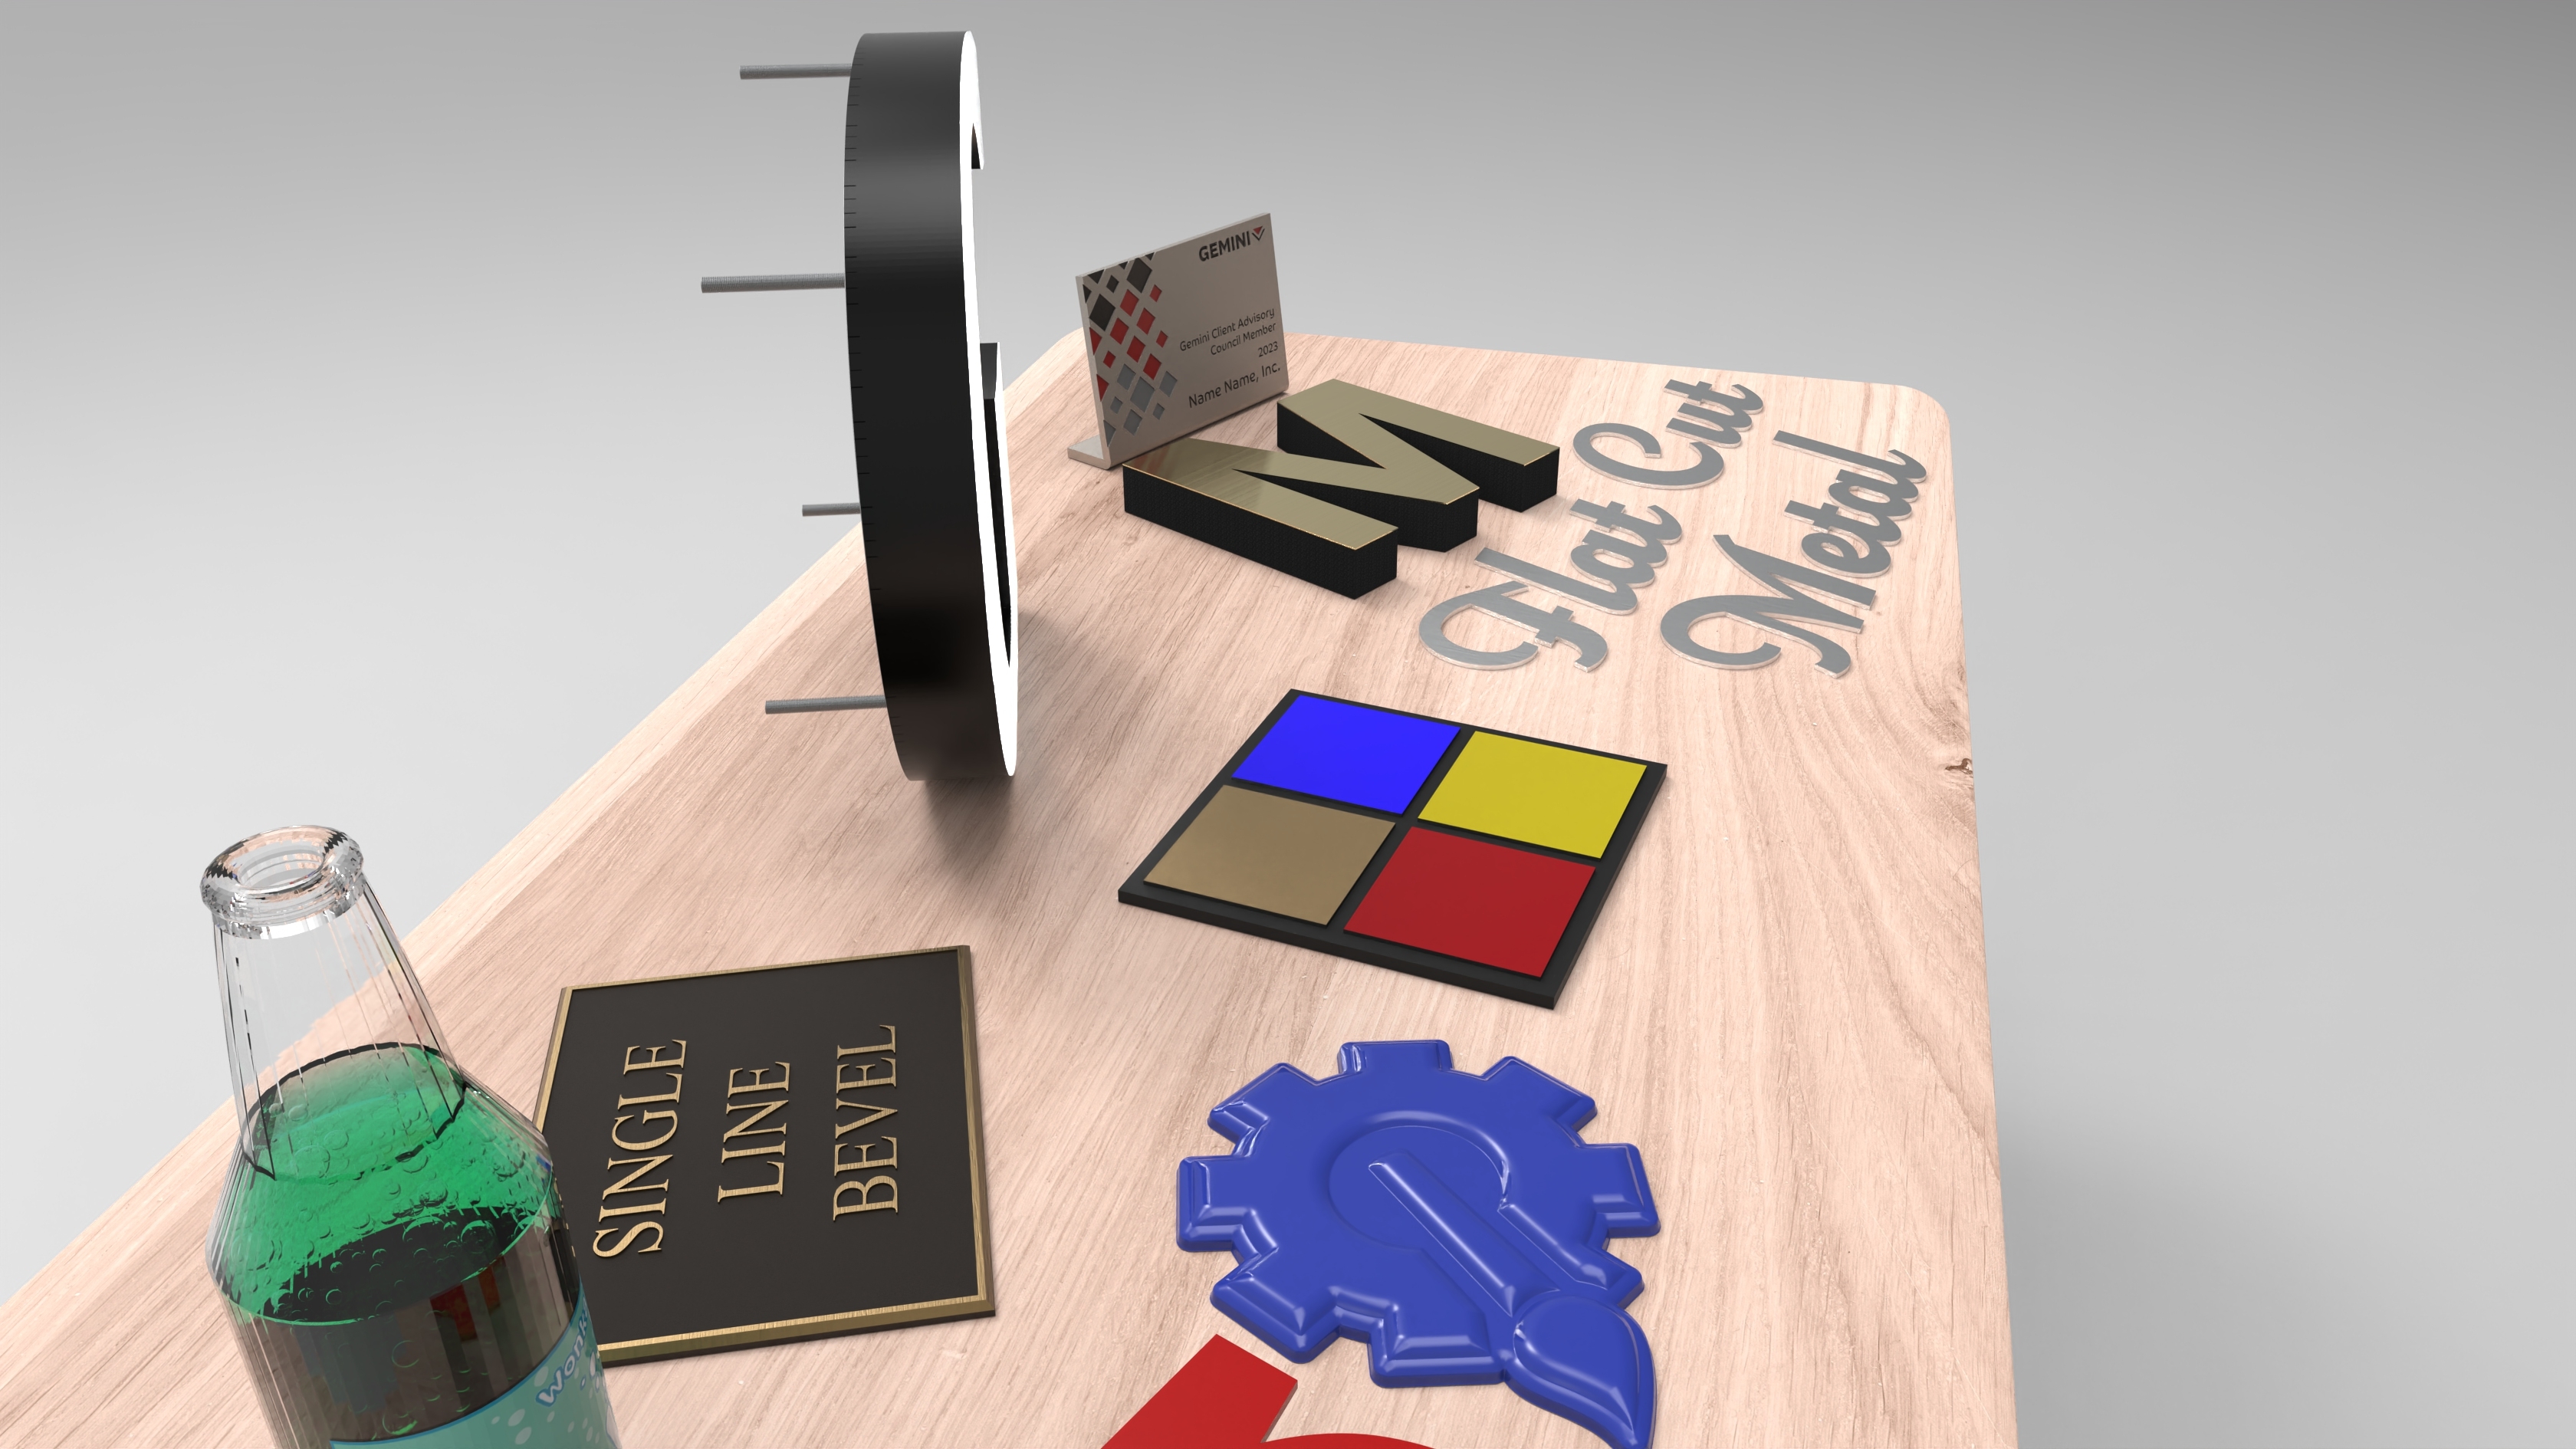 GEMINI
Gemini Client Advisory
Council Member
2023
Name Name, Inc.
M
Flat Cut
Metal
SINGLE
LINE
BEVEL